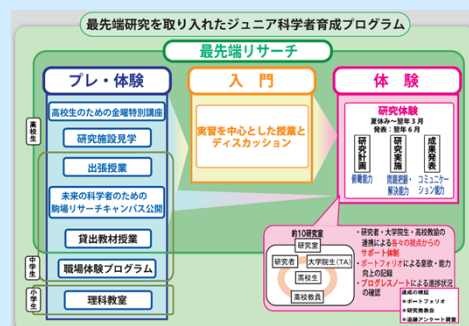 最先端研究を取り入れたジュニア科学者育成プログラム
最先端リサーチ
プレ・体験
高校生
高校生のための金曜特別講座
研究施設見学
出張授業
未来の科学者のための
駒場リサーチキャンパス公開
貸出教材授業
中学生
職場体験プログラム
小学生
理科教室
入門
実習を中心とした授業と
ディスカッション
体験
研究体験
夏休み〜翌年3月
発表：翌年6月
研究計画
俯瞰能力
研究実施
問題把握・
解決能力
成果発表
コミュニケー
ション能力
約10研究室
研究室
研究者
大学院生(TA)
高校生
高校教員
・研究者・大学院生・高校教諭の
連携による各々の視点からの
サポート体制
・ポートフォリオによる意欲・能力
向上の記録
・プログレスノートによる進捗状況
の確認
達成の検証
＊ポートフォリオ
＊研究発表会
＊追跡アンケート調査